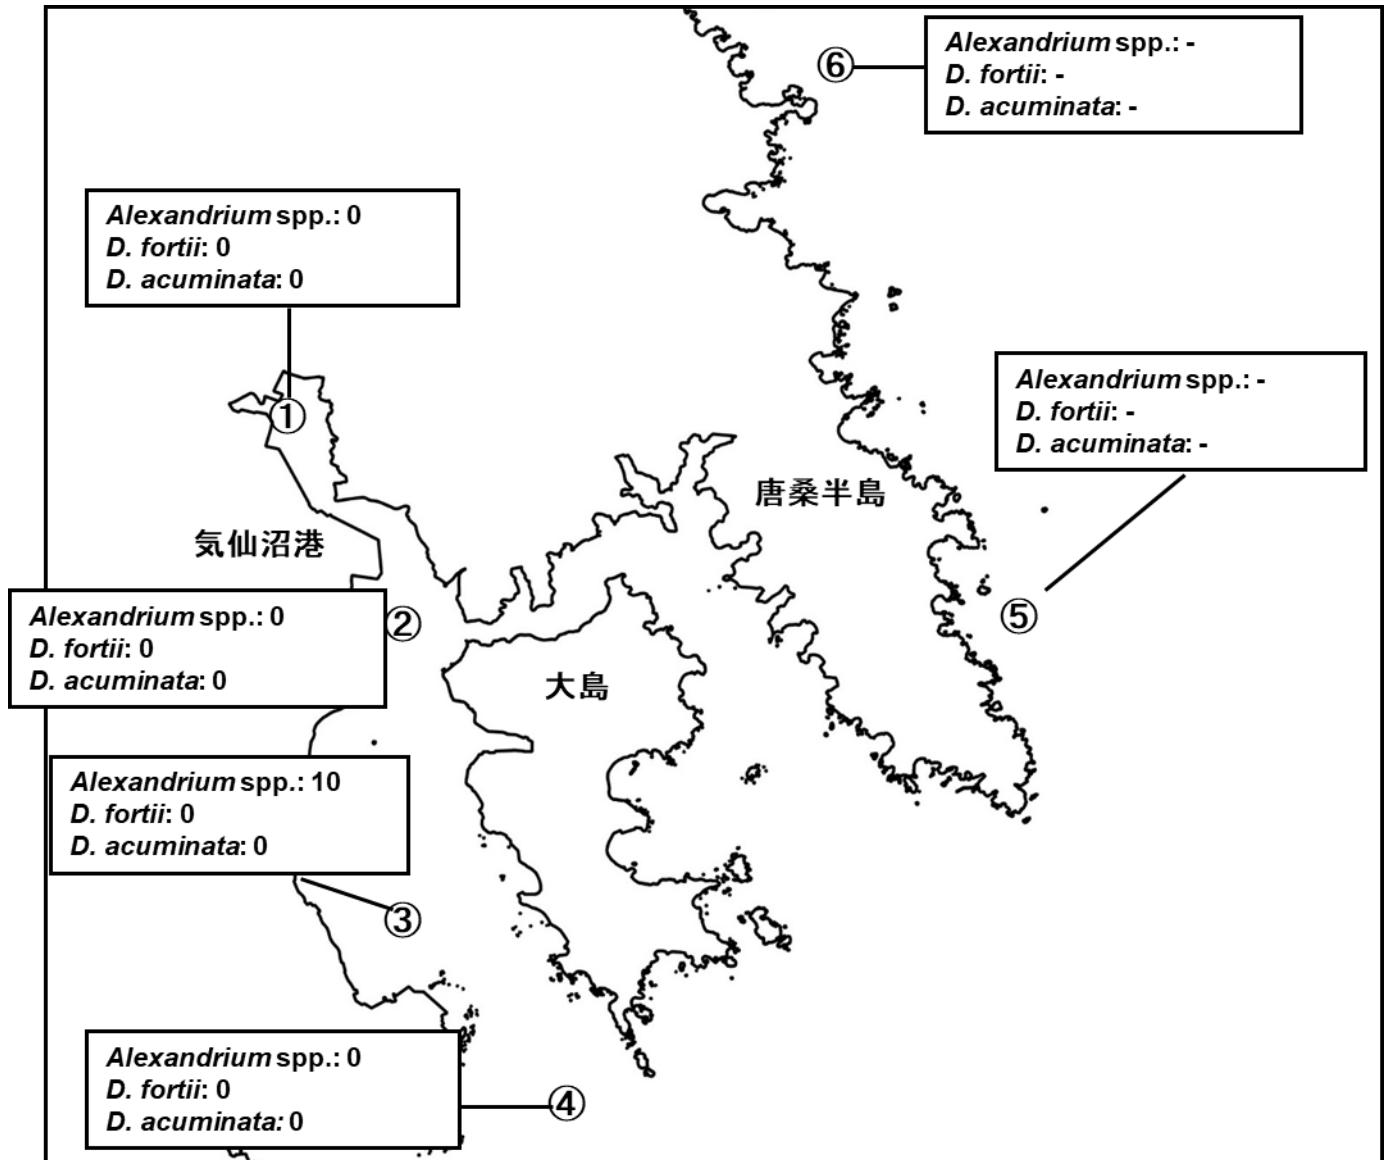 ⑥
Alexandrium spp.: -
D. fortii: -
D. acuminata: -
Alexandrium spp.: 0
D. fortii: 0
D. acuminata: 0
①
Alexandrium spp.: -
D. fortii: -
D. acuminata: -
唐桑半島
気仙沼港
Alexandrium spp.: 0
D. fortii: 0
D. acuminata: 0
②
⑤
大島
Alexandrium spp.: 10
D. fortii: 0
D. acuminata: 0
③
Alexandrium spp.: 0
D. fortii: 0
D. acuminata: 0
④